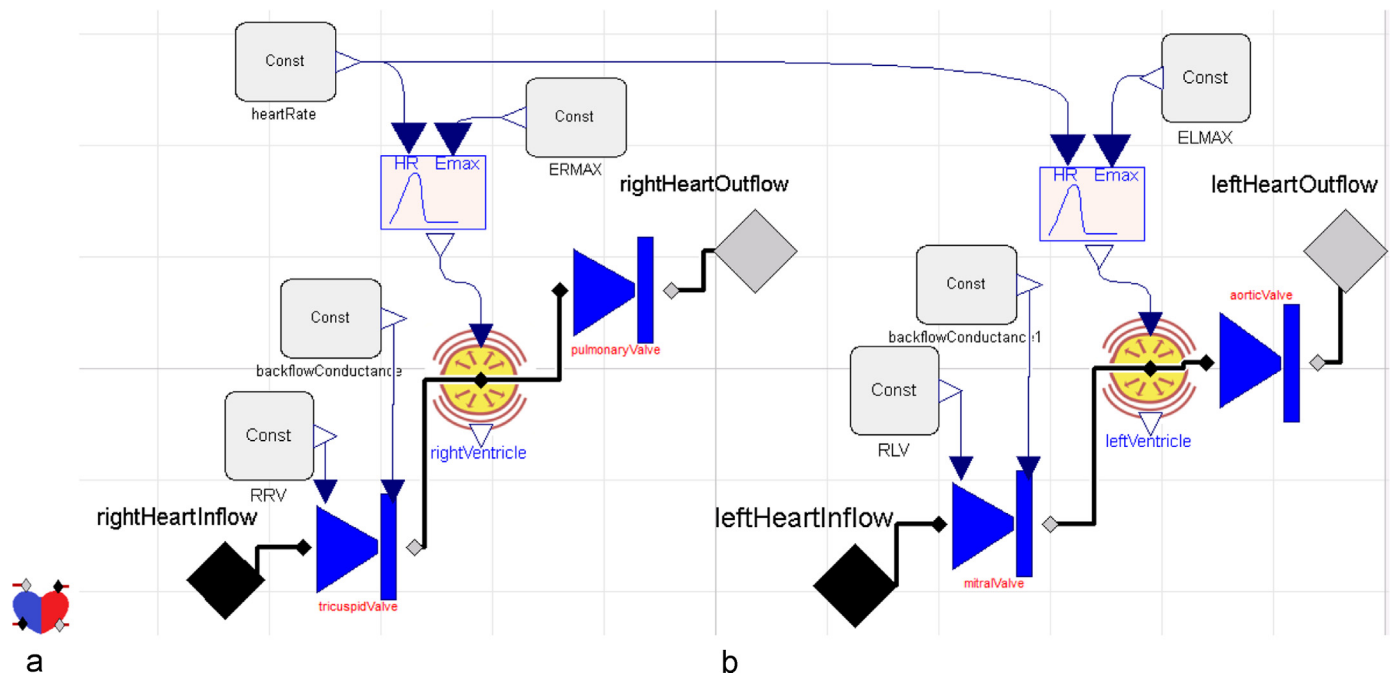 Const
heartRate
Const
ERMAX
Const
ELMAX
HR Emax
HR Emax
rightHeartOutflow
leftHeartOutflow
Const
backflowConductance
Const
backflowConductance1
pulmonaryValve
aorticValve
Const
RRV
Const
RLV
rightVentricle
leftVentricle
rightHeartInflow
leftHeartInflow
tricuspidValve
mitralValve
a
b